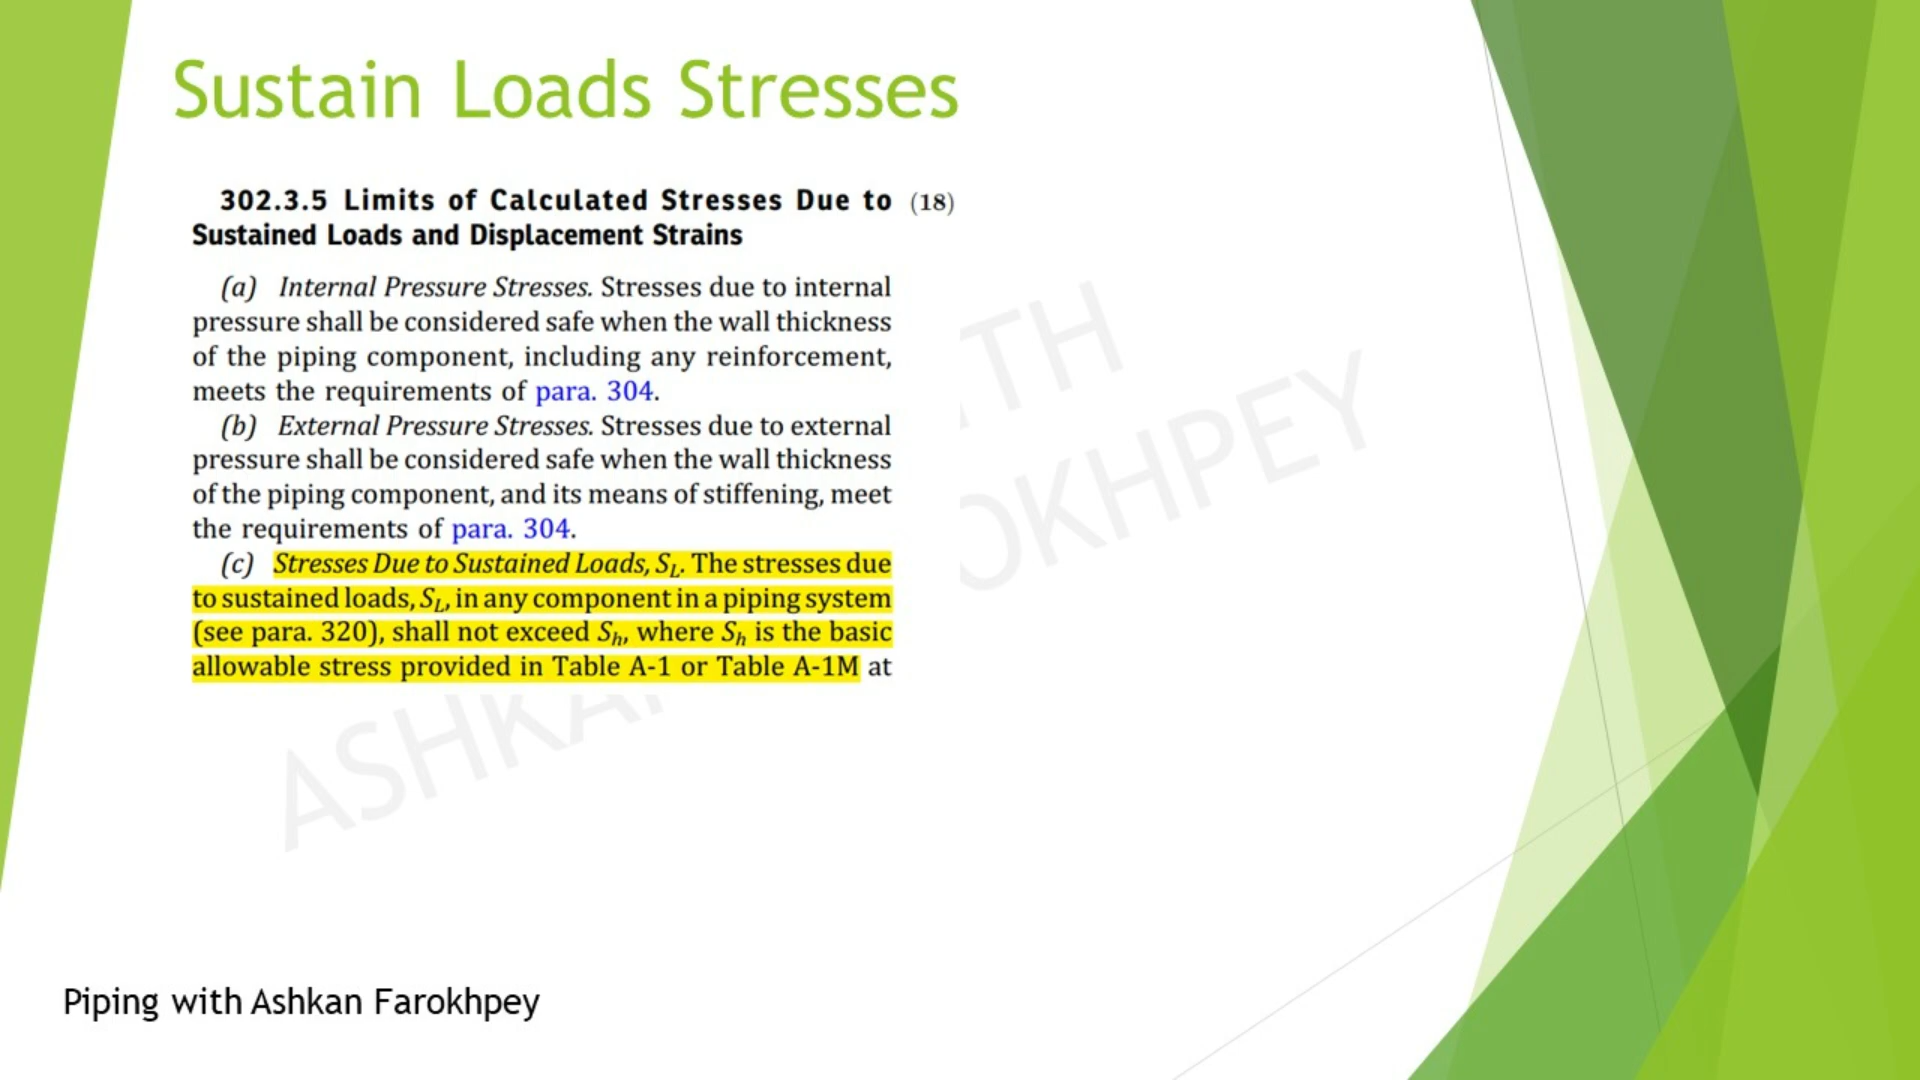 Sustain Loads Stresses
302.3.5 Limits of Calculated Stresses Due to (18)
Sustained Loads and Displacement Strains
(a) Internal Pressure Stresses. Stresses due to internal
pressure shall be considered safe when the wall thickness
of the piping component, including any reinforcement,
meets the requirements of para. 304.
(b) External Pressure Stresses. Stresses due to external
pressure shall be considered safe when the wall thickness
of the piping component, and its means of stiffening, meet
the requirements of para. 304.
(c) Stresses Due to Sustained Loads, SL. The stresses due
to sustained loads, SL, in any component in a piping system
(see para. 320), shall not exceed Sh, where Sh is the basic
allowable stress provided in Table A-1 or Table A-1M at
Piping with Ashkan Farokhpey